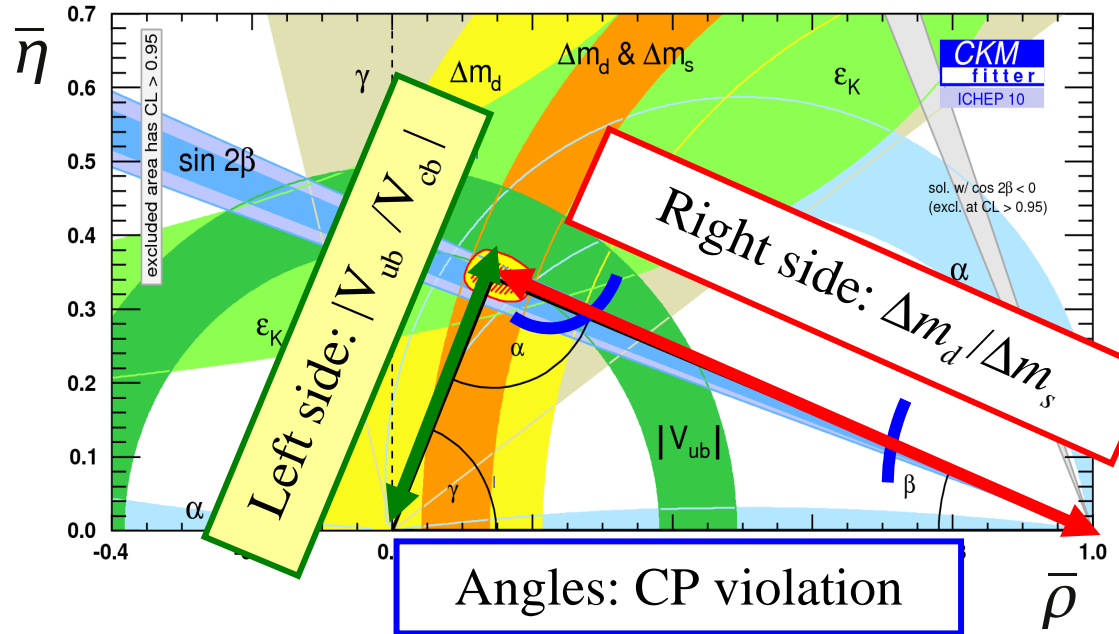 η̅
0.7
0.6
0.5
0.4
0.3
0.2
0.1
0.0
excluded area has CL > 0.95
γ
Δm_d
Δm_d & Δm_s
ε_K
CKM
fitter
ICHEP 10
sin 2β
sol. w/ cos 2β < 0
(excl. at CL > 0.95)
α
Left side: |V_ub /V_cb |
Right side: Δm_d/Δm_s
ε_K
α
|V_ub|
γ
β
α
-0.4
1.0
ρ̅
Angles: CP violation